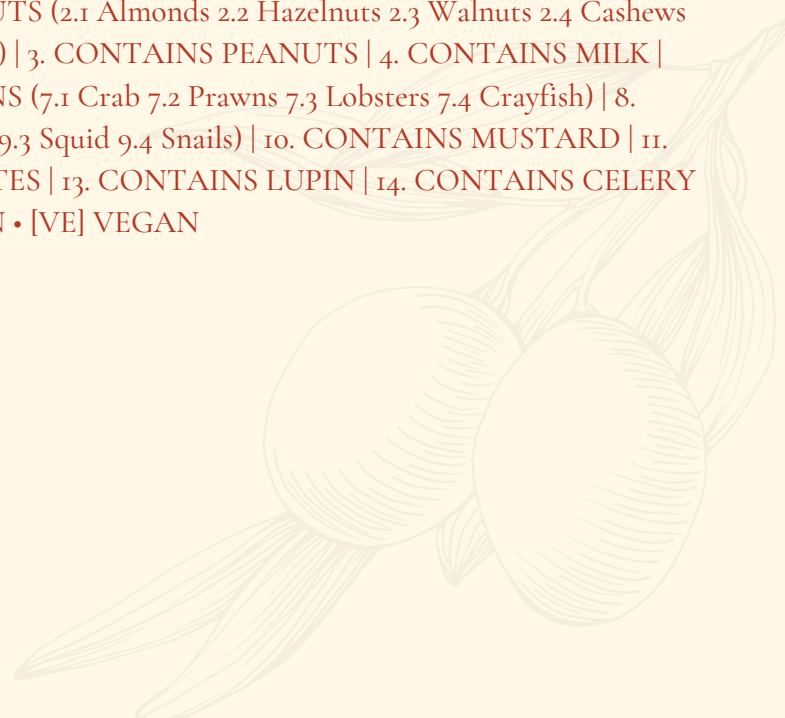 UTS (2.1 Almonds 2.2 Hazelnuts 2.3 Walnuts 2.4 Cashews
) | 3. CONTAINS PEANUTS | 4. CONTAINS MILK |
NS (7.1 Crab 7.2 Prawns 7.3 Lobsters 7.4 Crayfish) | 8.
9.3 Squid 9.4 Snails) | 10. CONTAINS MUSTARD | 11.
TES | 13. CONTAINS LUPIN | 14. CONTAINS CELERY
N • [VE] VEGAN